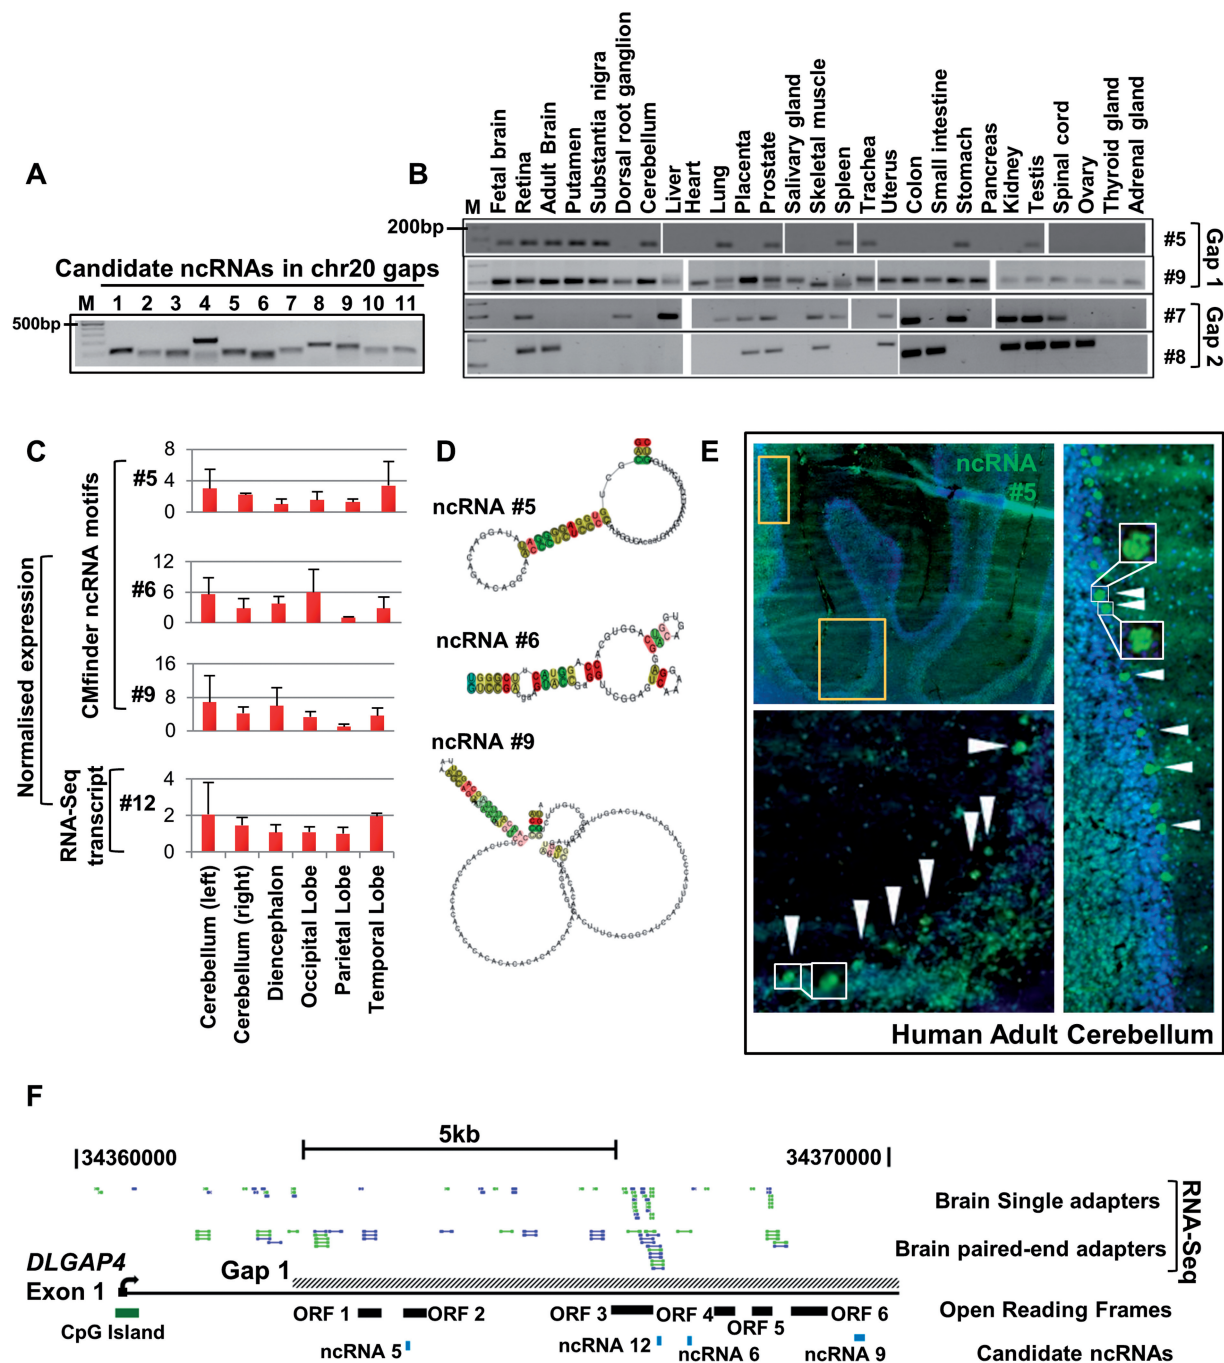 A
Candidate ncRNAs in chr20 gaps
M 1 2 3 4 5 6 7 8 9 10 11
500bp
B
M
Fetal brain
Retina
Adult Brain
Putamen
Substantia nigra
Dorsal root ganglion
Cerebellum
Liver
Heart
Lung
Placenta
Prostate
Salivary gland
Skeletal muscle
Spleen
Trachea
Uterus
Colon
Small intestine
Stomach
Pancreas
Kidney
Testis
Spinal cord
Ovary
Thyroid gland
Adrenal gland
200bp
#5
#9
Gap 1
#7
#8
Gap 2
C
Normalised expression
CMfinder ncRNA motifs
RNA-Seq
transcript
#5
8
4
0
#6
12
6
0
#9
16
8
0
#12
4
2
0
Cerebellum (left)
Cerebellum (right)
Diencephalon
Occipital Lobe
Parietal Lobe
Temporal Lobe
D
ncRNA #5
ncRNA #6
ncRNA #9
E
ncRNA
#5
Human Adult Cerebellum
F
5kb
|34360000
34370000|
Brain Single adapters
Brain paired-end adapters
RNA-Seq
DLGAP4
Exon 1
Gap 1
CpG Island
ORF 1
ORF 2
ORF 3
ORF 4
ORF 5
ORF 6
Open Reading Frames
ncRNA 5
ncRNA 12
ncRNA 6
ncRNA 9
Candidate ncRNAs